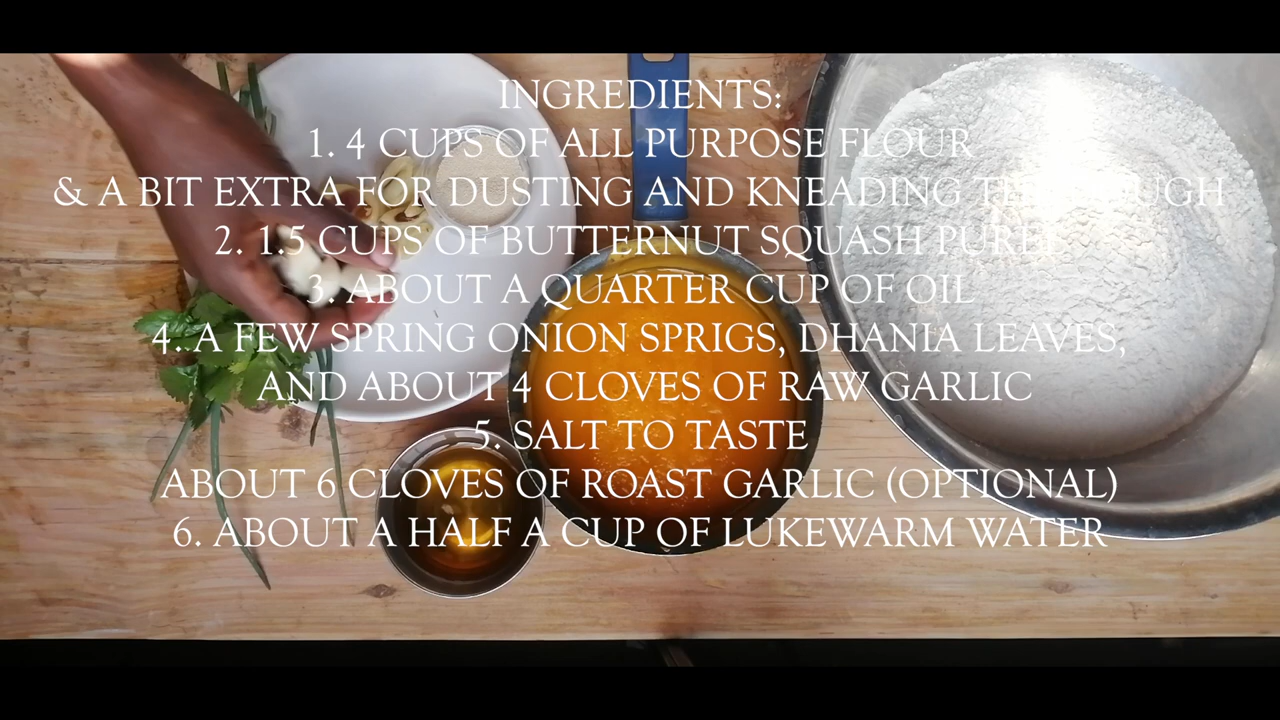 INGREDIENTS:
1. 4 CUPS OF ALL PURPOSE FLOUR
& A BIT EXTRA FOR DUSTING AND KNEADING THE DOUGH
2. 1.5 CUPS OF BUTTERNUT SQUASH PUREE
3. ABOUT A QUARTER CUP OF OIL
4. A FEW SPRING ONION SPRIGS, DHANIA LEAVES,
AND ABOUT 4 CLOVES OF RAW GARLIC
5. SALT TO TASTE
ABOUT 6 CLOVES OF ROAST GARLIC (OPTIONAL)
6. ABOUT A HALF A CUP OF LUKEWARM WATER